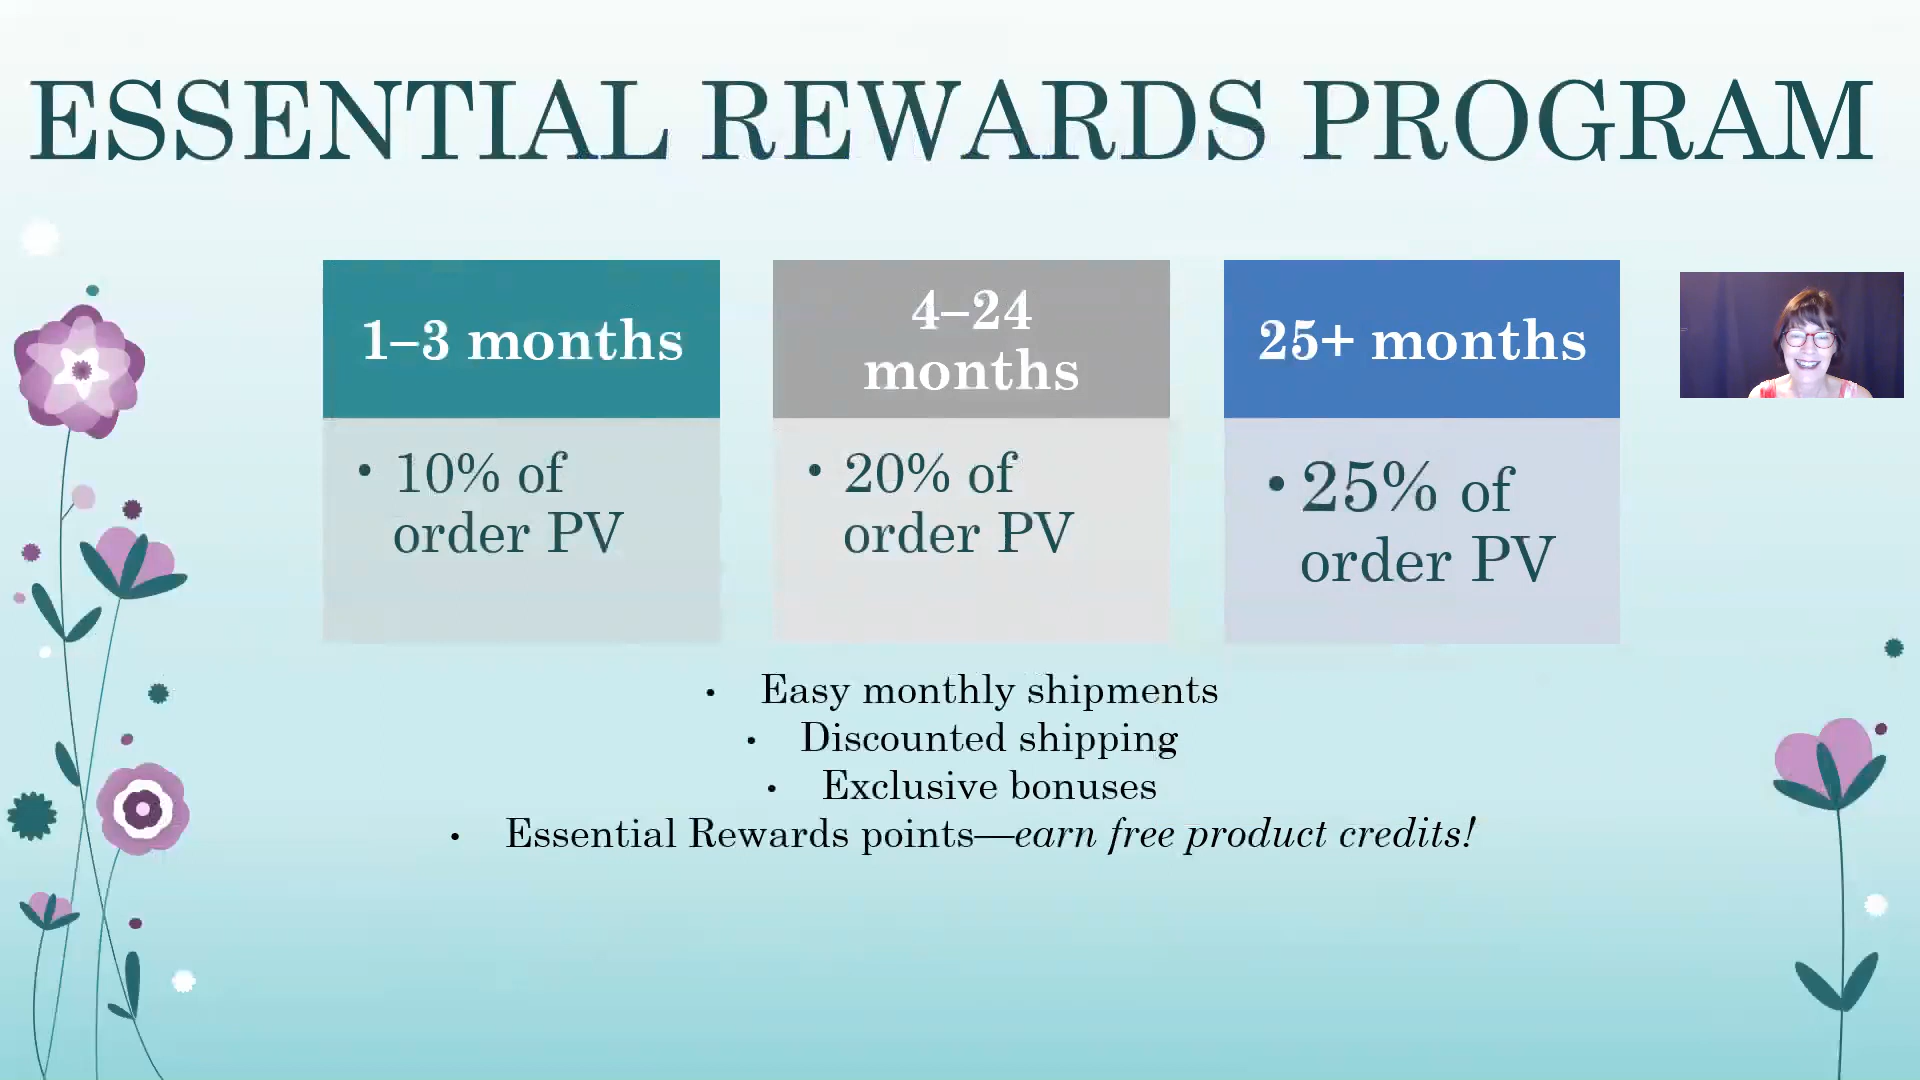 ESSENTIAL REWARDS PROGRAM
1–3 months
• 10% of
order PV
4–24
months
• 20% of
order PV
25+ months
• 25% of
order PV
• Easy monthly shipments
• Discounted shipping
• Exclusive bonuses
• Essential Rewards points—earn free product credits!